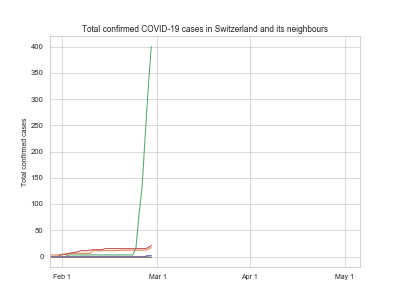 Total confirmed COVID-19 cases in Switzerland and its neighbours
400
350
300
250
200
150
100
50
0
Total confirmed cases
Feb 1
Mar 1
Apr 1
May 1